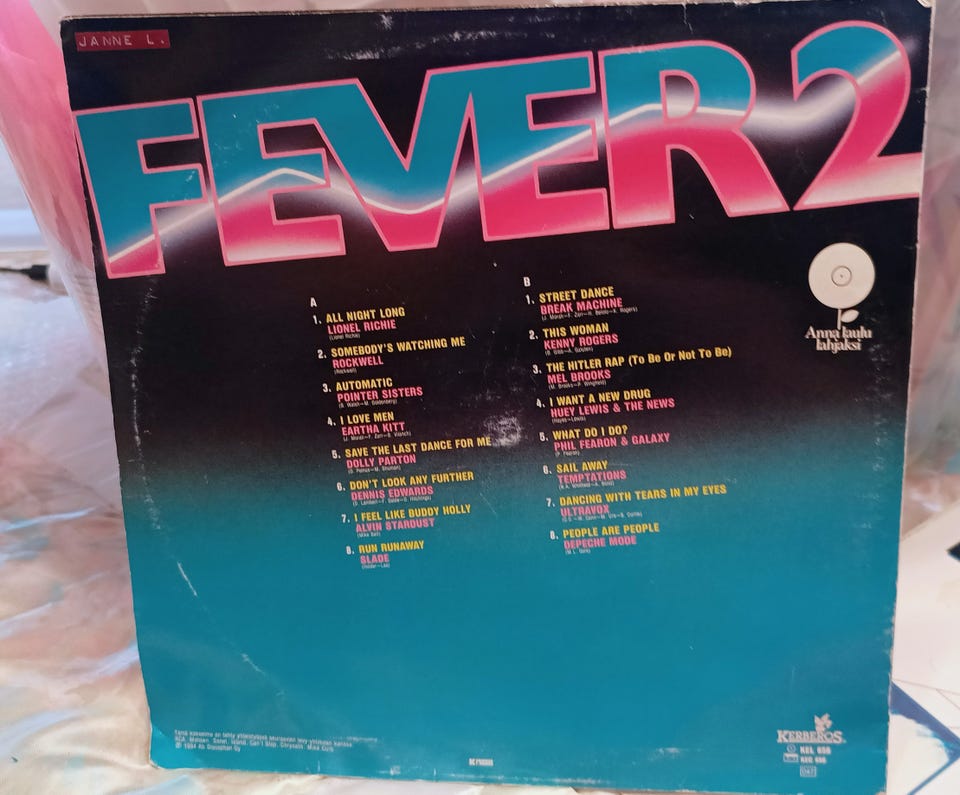 JANNE L.
FEVER 2
A
1. ALL NIGHT LONG
LIONEL RICHIE
(Lionel Richie)
2. SOMEBODY'S WATCHING ME
ROCKWELL
(Rockwell)
3. AUTOMATIC
POINTER SISTERS
4. I LOVE MEN
EARTHA KITT
5. SAVE THE LAST DANCE FOR ME
DOLLY PARTON
6. DON'T LOOK ANY FURTHER
DENNIS EDWARDS
7. I FEEL LIKE BUDDY HOLLY
ALVIN STARDUST
8. RUN RUNAWAY
SLADE
(Holder—Lea)
B
1. STREET DANCE
BREAK MACHINE
2. THIS WOMAN
KENNY ROGERS
3. THE HITLER RAP (To Be Or Not To Be)
MEL BROOKS
4. I WANT A NEW DRUG
HUEY LEWIS & THE NEWS
(Hayes—Lewis)
5. WHAT DO I DO?
PHIL FEARON & GALAXY
(P. Fearon)
6. SAIL AWAY
TEMPTATIONS
7. DANCING WITH TEARS IN MY EYES
ULTRAVOX
8. PEOPLE ARE PEOPLE
DEPECHE MODE
(M. L. Gore)
Anna laulu
lahjaksi
℗ 1984 Ab Discophon Oy
KERBEROS
KEL 658
KEC 658